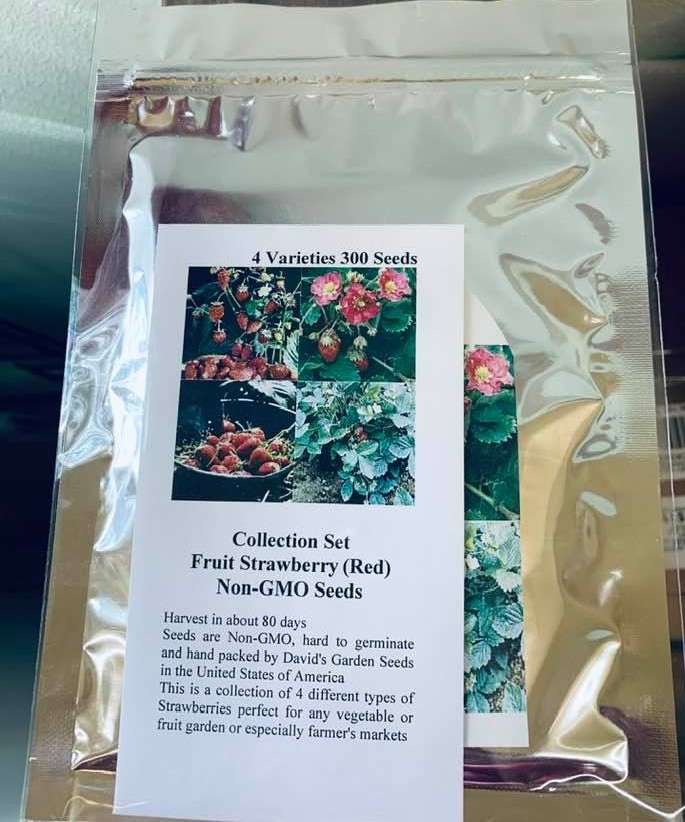 4 Varieties 300 Seeds
Collection Set
Fruit Strawberry (Red)
Non-GMO Seeds
Harvest in about 80 days
Seeds are Non-GMO, hard to germinate
and hand packed by David's Garden Seeds
in the United States of America
This is a collection of 4 different types of
Strawberries perfect for any vegetable or
fruit garden or especially farmer's markets